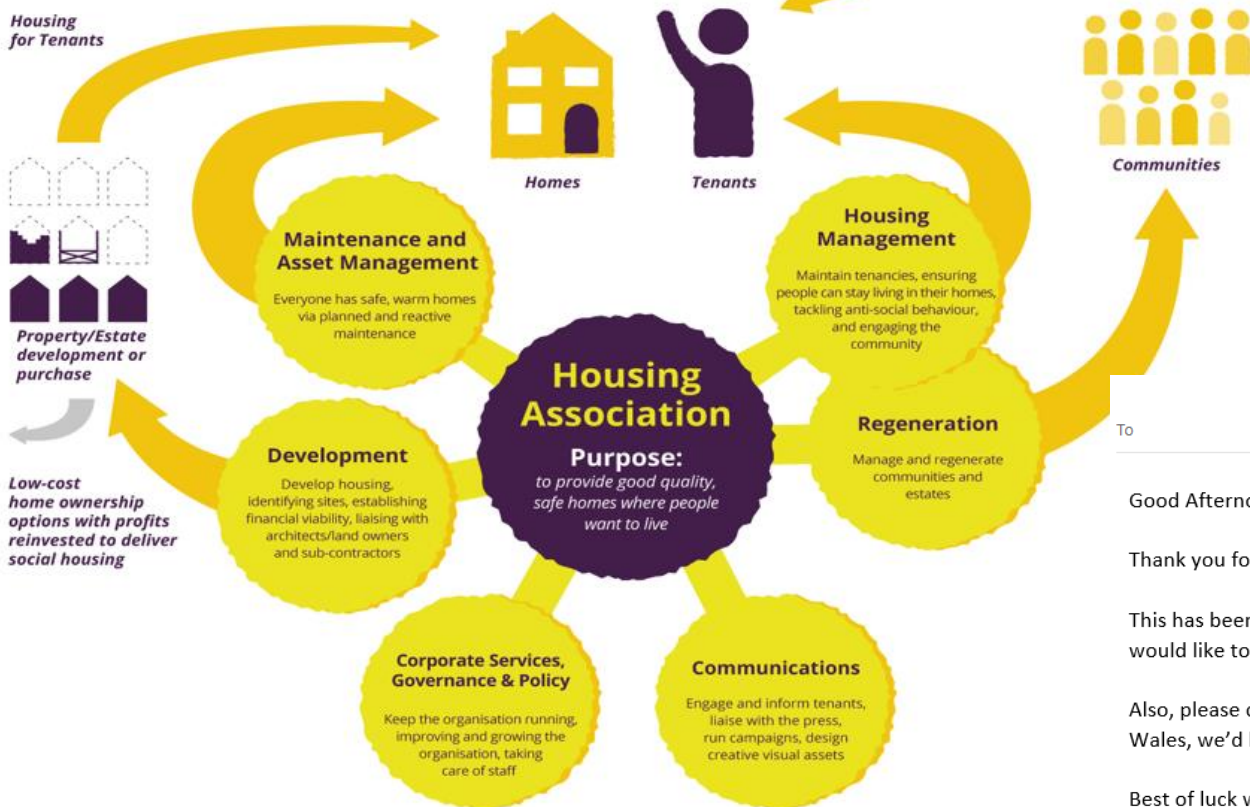 Housing
for Tenants
Homes
Tenants
Communities
Property/Estate
development or
purchase
Low-cost
home ownership
options with profits
reinvested to deliver
social housing
Maintenance and
Asset Management
Everyone has safe, warm homes
via planned and reactive
maintenance
Housing
Management
Maintain tenancies, ensuring
people can stay living in their homes,
tackling anti-social behaviour,
and engaging the
community
Housing
Association
Purpose:
to provide good quality,
safe homes where people
want to live
Regeneration
Manage and regenerate
communities and
estates
Development
Develop housing,
identifying sites, establishing
financial viability, liaising with
architects/land owners
and sub-contractors
Corporate Services,
Governance & Policy
Keep the organisation running,
improving and growing the
organisation, taking
care of staff
Communications
Engage and inform tenants,
liaise with the press,
run campaigns, design
creative visual assets
To
Good
Thank you
This has
would like to
Also, please
Wales, we'd
Best of luck